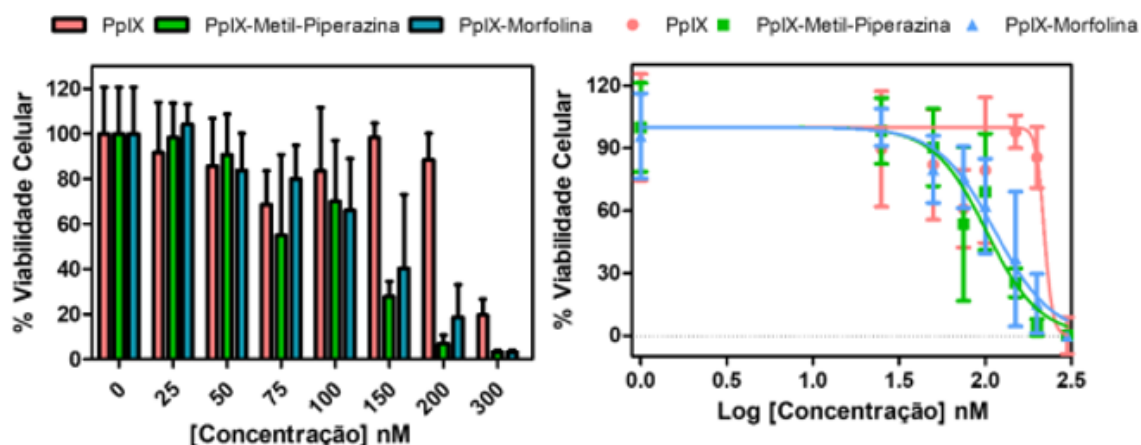 PpIX PpIX-Metil-Piperazina PpIX-Morfolina
PpIX PpIX-Metil-Piperazina PpIX-Morfolina
% Viabilidade Celular
120
100
80
60
40
20
0
0 25 50 75 100 150 200 300
[Concentração] nM
% Viabilidade Celular
120
90
60
30
0
0.0 0.5 1.0 1.5 2.0 2.5
Log [Concentração] nM